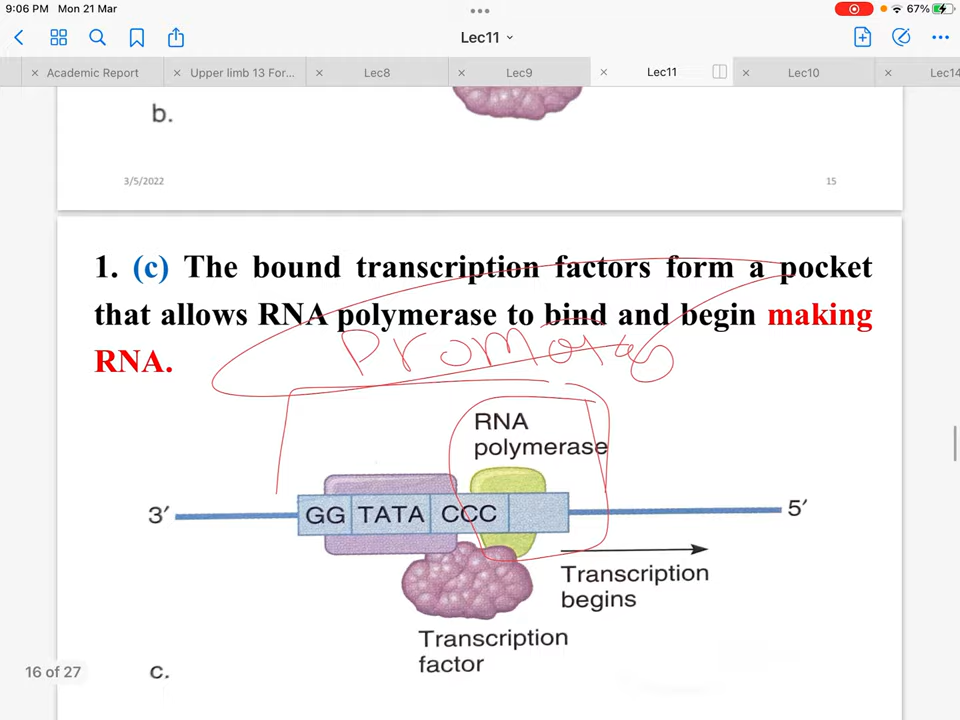 9:06 PM Mon 21 Mar
67%
Lec11
Academic Report
Upper limb 13 For...
Lec8
Lec9
Lec11
Lec10
Lec14
b.
3/5/2022
15
1. (c) The bound transcription factors form a pocket
that allows RNA polymerase to bind and begin making
RNA.
RNA
polymerase
3′
GG TATA CCC
5′
Transcription
begins
Transcription
factor
16 of 27
c.